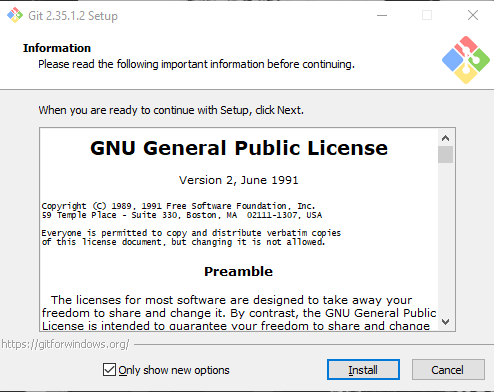 Git 2.35.1.2 Setup
Information
Please read the following important information before continuing.
When you are ready to continue with Setup, click Next.
GNU General Public License
Version 2, June 1991
Copyright (C) 1989, 1991 Free Software Foundation, Inc.
59 Temple Place - Suite 330, Boston, MA  02111-1307, USA
Everyone is permitted to copy and distribute verbatim copies
of this license document, but changing it is not allowed.
Preamble
The licenses for most software are designed to take away your
freedom to share and change it. By contrast, the GNU General Public
License is intended to guarantee your freedom to share and change
https://gitforwindows.org/
Only show new options
Install
Cancel